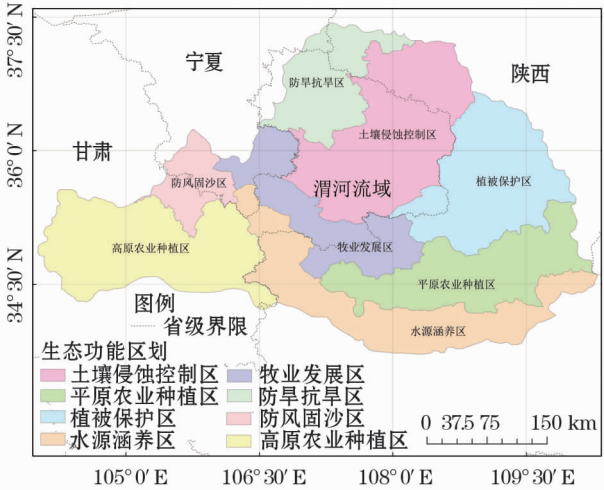 37°30′ N
宁夏
陕西
防旱抗旱区
土壤侵蚀控制区
36°0′ N
甘肃
防风固沙区
渭河流域
植被保护区
高原农业种植区
牧业发展区
34°30′ N
平原农业种植区
图例
省级界限
水源涵养区
生态功能区划
土壤侵蚀控制区
牧业发展区
平原农业种植区
防旱抗旱区
植被保护区
防风固沙区
水源涵养区
高原农业种植区
0 37.5 75 150 km
105°0′ E 106°30′ E 108°0′ E 109°30′ E